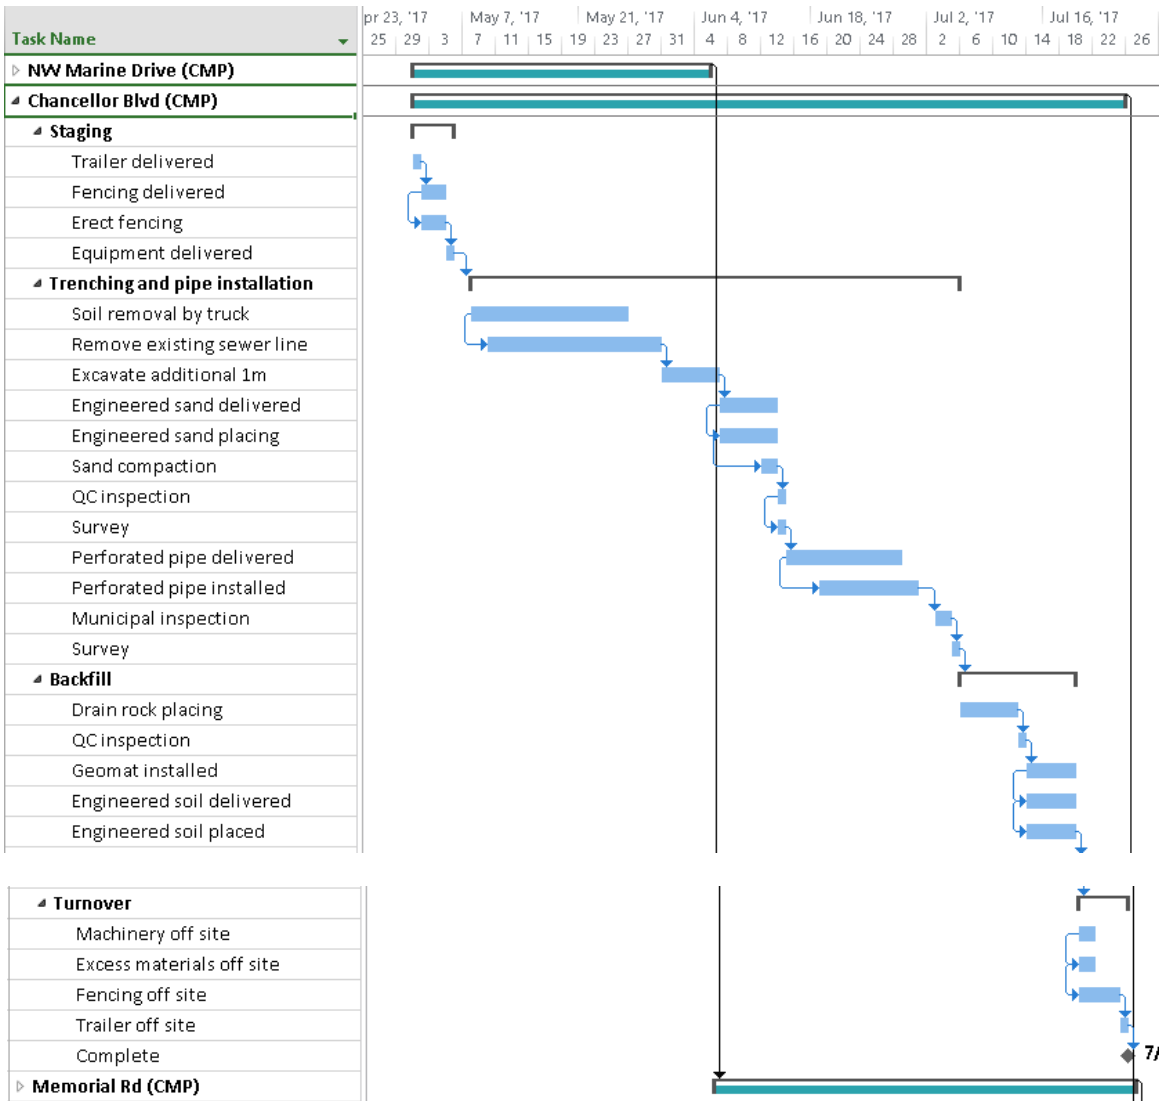 pr 23, '17 May 7, '17 May 21, '17 Jun 4, '17 Jun 18, '17 Jul 2, '17 Jul 16, '17
Task Name 25 29 3 7 11 15 19 23 27 31 4 8 12 16 20 24 28 2 6 10 14 18 22 26
NW Marine Drive (CMP)
Chancellor Blvd (CMP)
Staging
Trailer delivered
Fencing delivered
Erect fencing
Equipment delivered
Trenching and pipe installation
Soil removal by truck
Remove existing sewer line
Excavate additional 1m
Engineered sand delivered
Engineered sand placing
Sand compaction
QC inspection
Survey
Perforated pipe delivered
Perforated pipe installed
Municipal inspection
Survey
Backfill
Drain rock placing
QC inspection
Geomat installed
Engineered soil delivered
Engineered soil placed
Turnover
Machinery off site
Excess materials off site
Fencing off site
Trailer off site
Complete 7/
Memorial Rd (CMP)